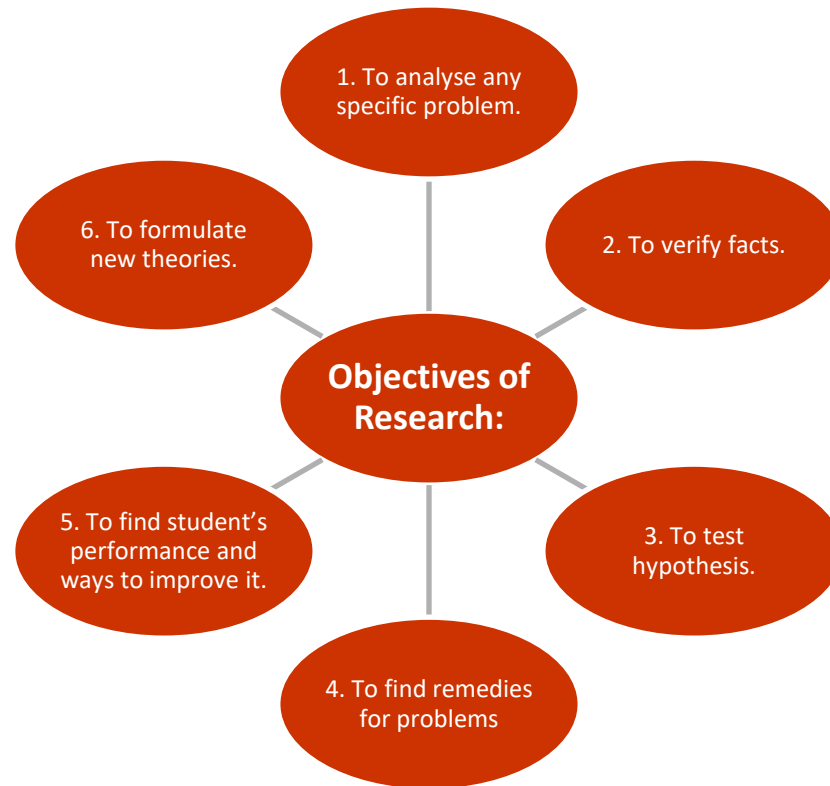 1. To analyse any
specific problem.
2. To verify facts.
3. To test
hypothesis.
4. To find remedies
for problems
5. To find student’s
performance and
ways to improve it.
6. To formulate
new theories.
Objectives of
Research: